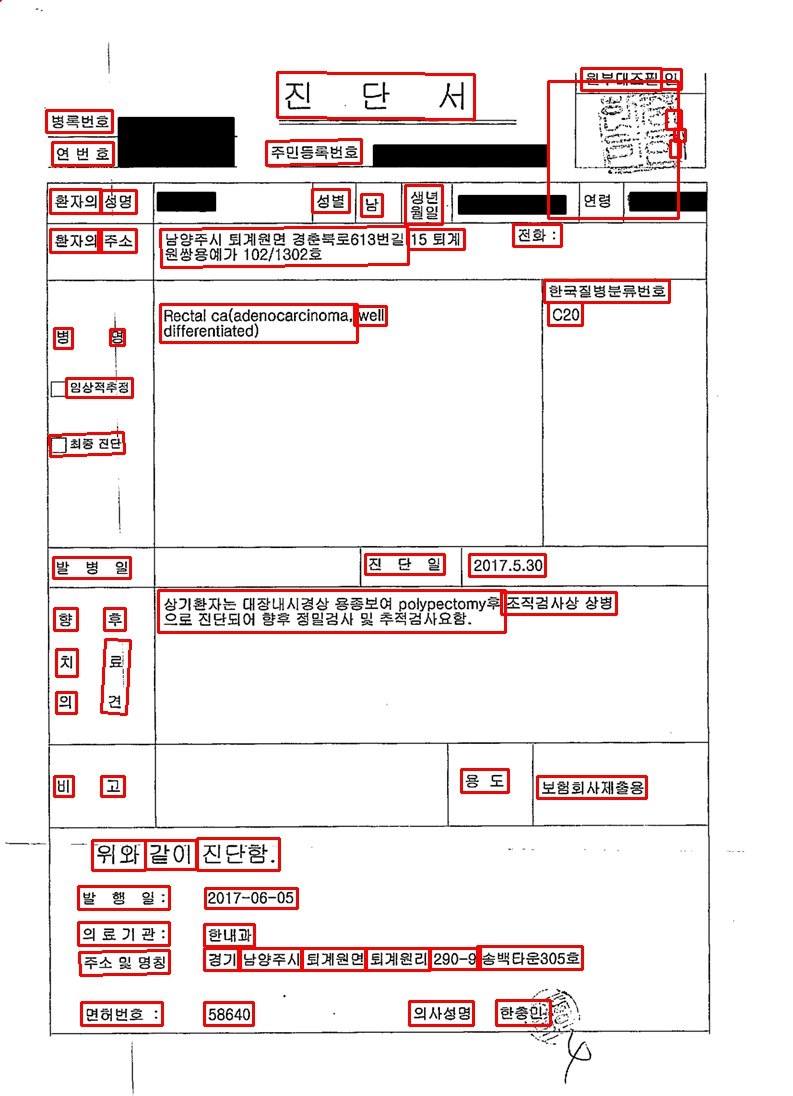 원부대조필 인
진 단 서
병록번호
연 번 호 주민등록번호
환자의 성명 성별 남 생년월일 연령
환자의 주소 남양주시 퇴계원면 경춘북로613번길 15 퇴계 전화 :
원쌍용예가 102/1302호
한국질병분류번호
Rectal ca(adenocarcinoma, well C20
differentiated)
병 명
임상적추정
최종 진단
발 병 일 진 단 일 2017.5.30
상기환자는 대장내시경상 용종보여 polypectomy후 조직검사상 상병
으로 진단되어 향후 정밀검사 및 추적검사요함.
향 후
치 료
의 견
비 고 용 도 보험회사제출용
위와 같이 진단함.
발 행 일 : 2017-06-05
의 료 기 관 : 한내과
주소 및 명칭 경기 남양주시 퇴계원면 퇴계원리 290-9 송백타운305호
면허번호 : 58640 의사성명 한총인